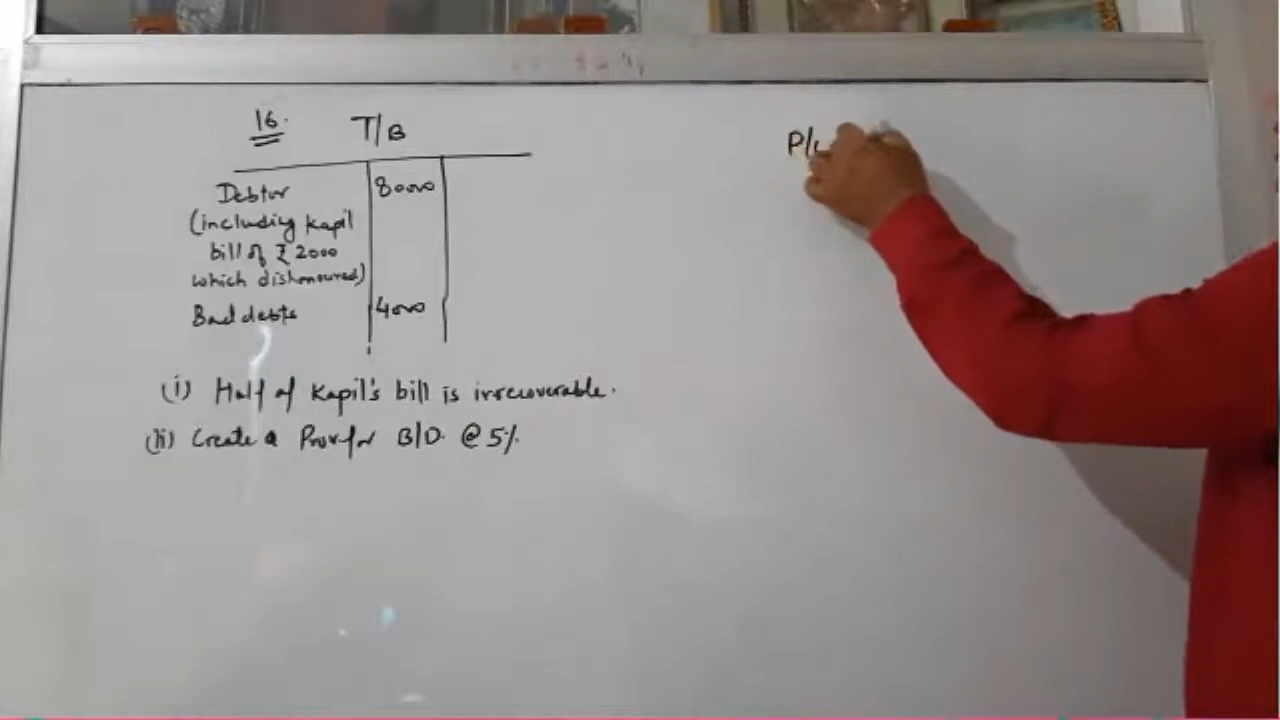 16. T/B
Debtor 80000
(including Kapil
bill of ₹ 2000
which dishonoured)
Bad debts 4000
(i) Half of Kapil's bill is irrecoverable.
(ii) Create a Prov for B/D. @ 5%
P/L